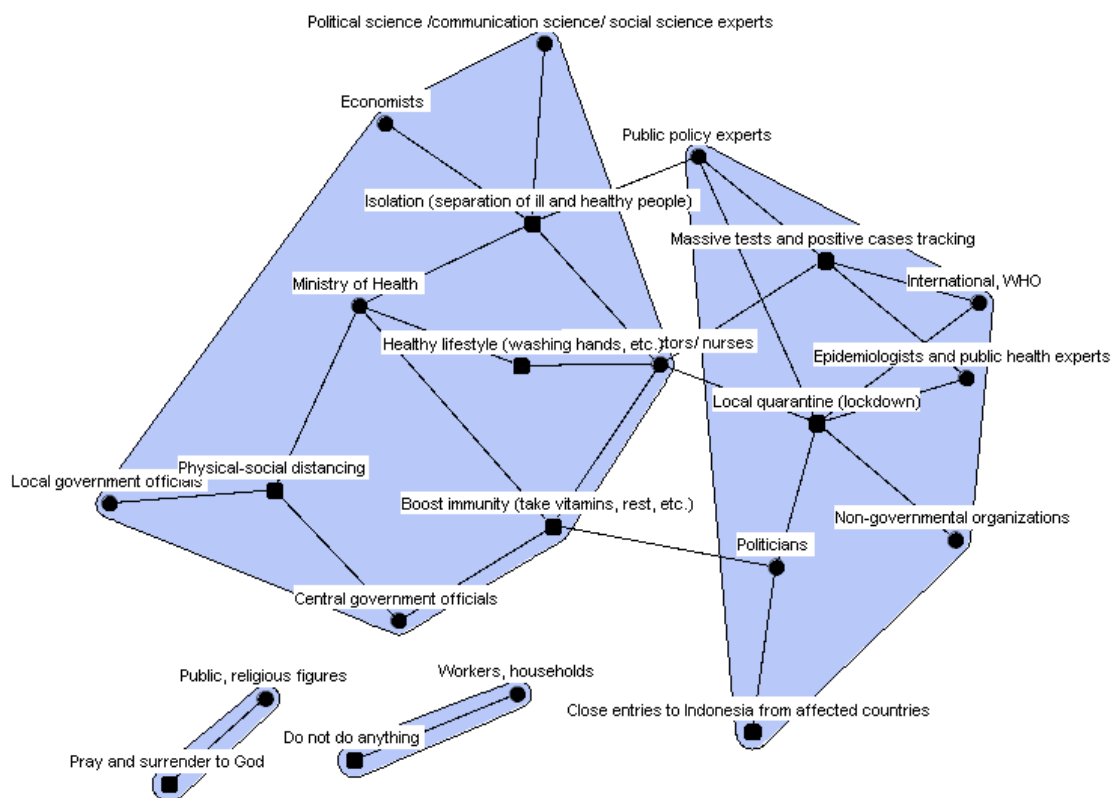 Political science /communication science/ social science experts
Economists
Public policy experts
Isolation (separation of ill and healthy people)
Massive tests and positive cases tracking
Ministry of Health
International, WHO
Healthy lifestyle (washing hands, etc.)
tors/ nurses
Epidemiologists and public health experts
Local quarantine (lockdown)
Physical-social distancing
Local government officials
Boost immunity (take vitamins, rest, etc.)
Non-governmental organizations
Politicians
Central government officials
Workers, households
Public, religious figures
Close entries to Indonesia from affected countries
Do not do anything
Pray and surrender to God